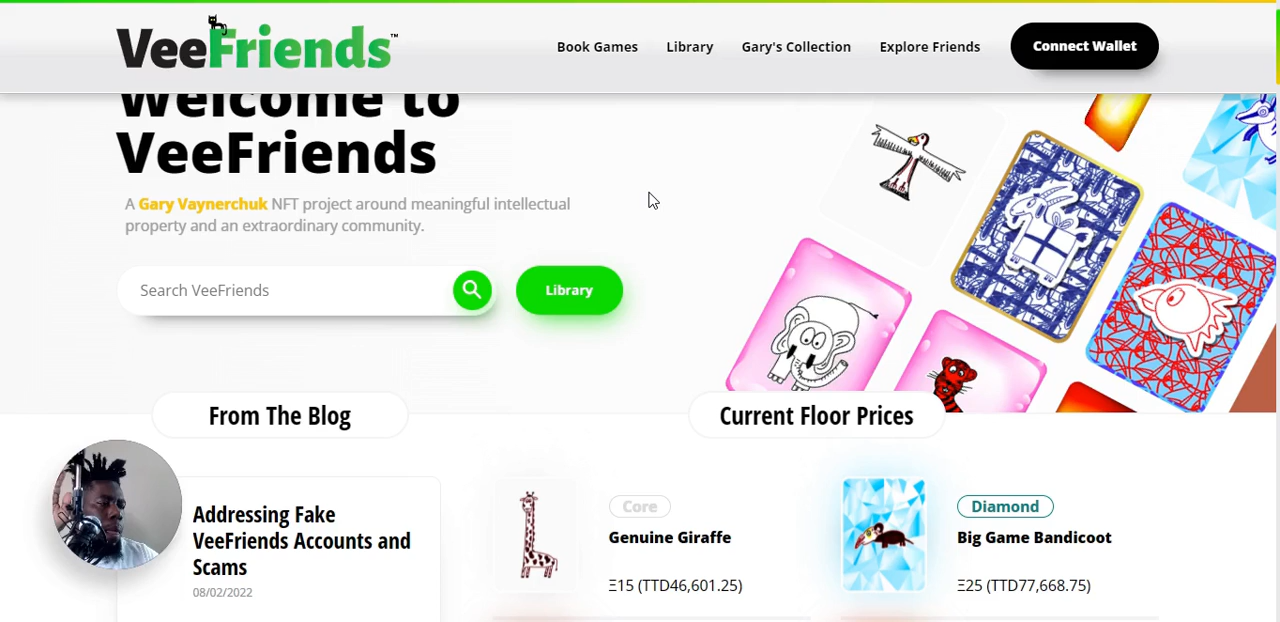 VeeFriends™
Book Games
Library
Gary's Collection
Explore Friends
Connect Wallet
Welcome to
VeeFriends
A Gary Vaynerchuk NFT project around meaningful intellectual
property and an extraordinary community.
Search VeeFriends
Library
From The Blog
Current Floor Prices
Addressing Fake
VeeFriends Accounts and
Scams
08/02/2022
Core
Genuine Giraffe
Ξ15 (TTD46,601.25)
Diamond
Big Game Bandicoot
Ξ25 (TTD77,668.75)